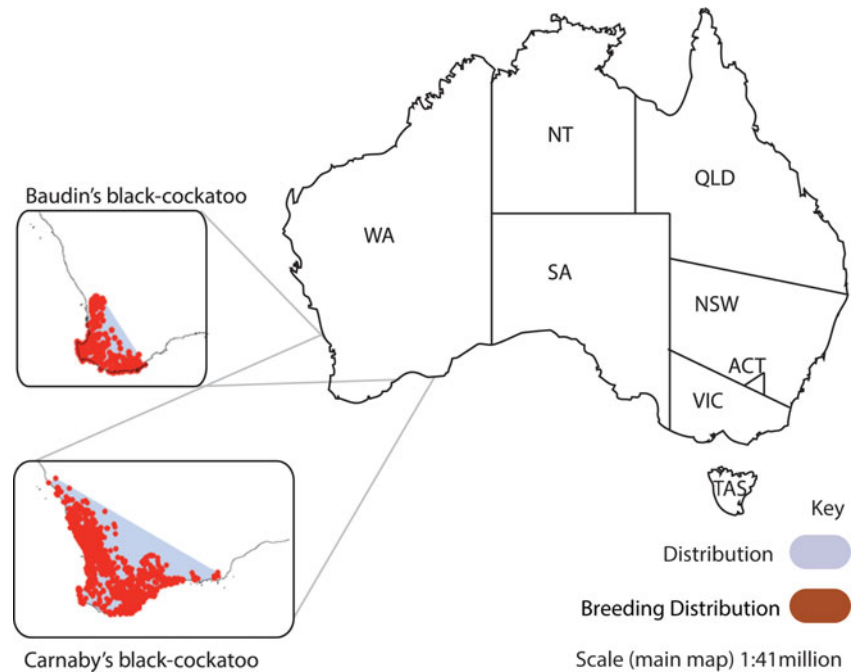 Baudin's black-cockatoo
NT
QLD
WA
SA
NSW
ACT
VIC
TAS
Key
Distribution
Breeding Distribution
Carnaby's black-cockatoo
Scale (main map) 1:41million